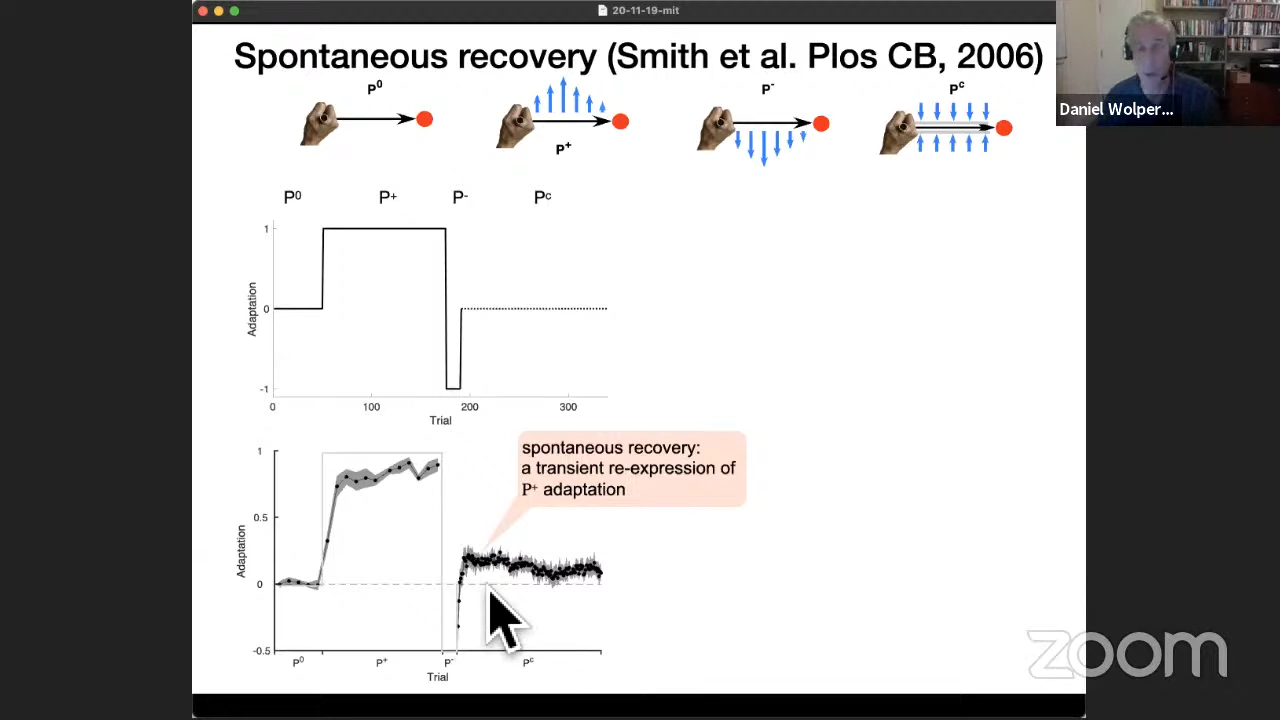 20-11-19-mit
Spontaneous recovery (Smith et al. Plos CB, 2006)
P0
P+
P-
Pc
Daniel Wolper...
P0 P+ P- Pc
1
0
-1
Adaptation
0 100 200 300
Trial
spontaneous recovery:
a transient re-expression of
P+ adaptation
1
0.5
0
-0.5
Adaptation
P0 P+ P- Pc
Trial
zoom